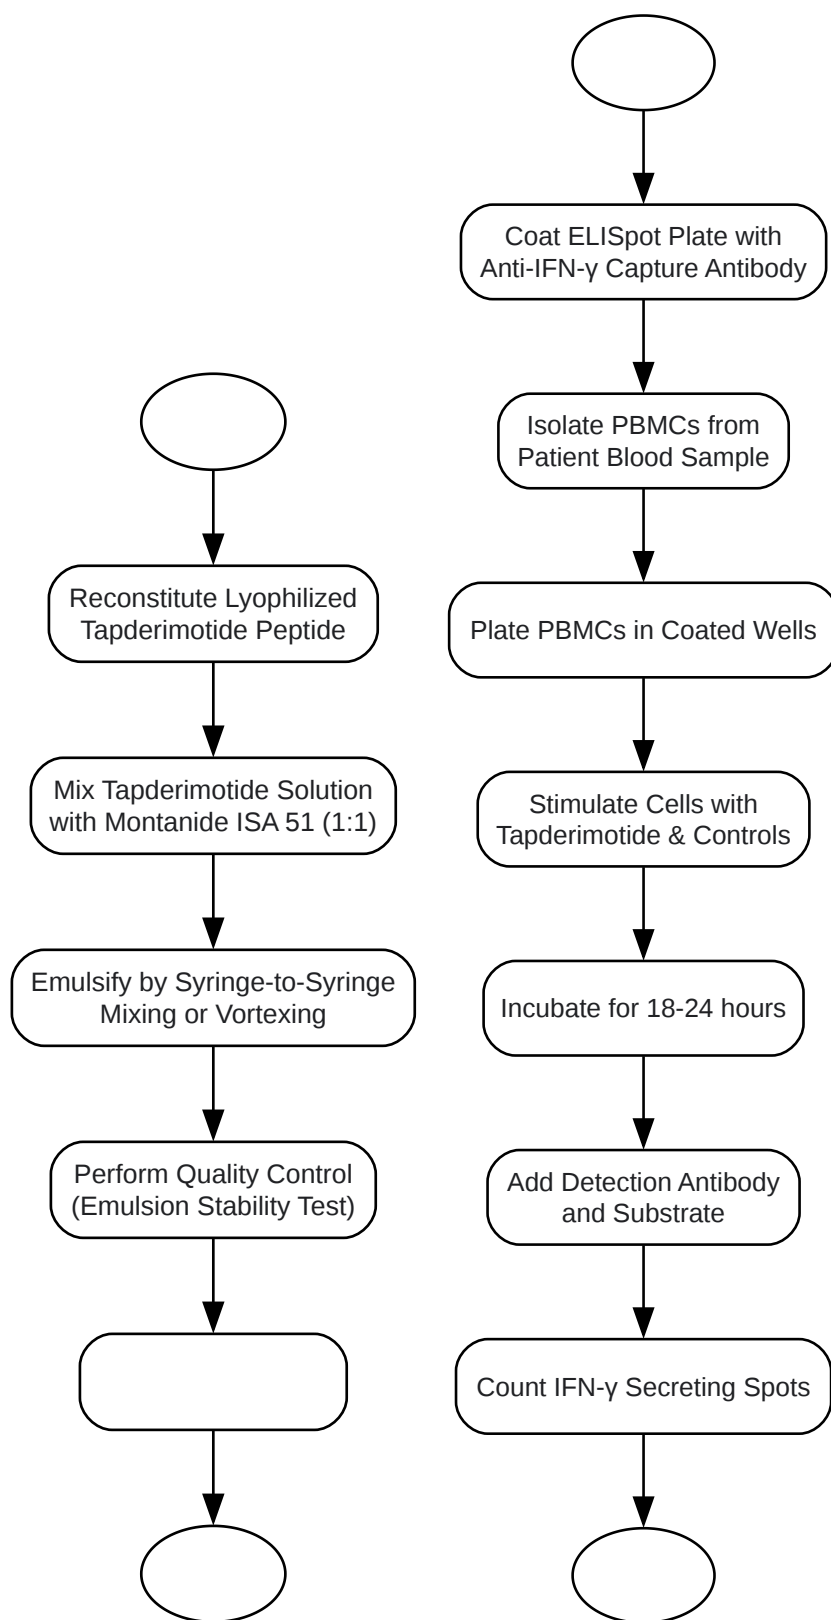 Reconstitute Lyophilized
Tapderimotide Peptide
Mix Tapderimotide Solution
with Montanide ISA 51 (1:1)
Emulsify by Syringe-to-Syringe
Mixing or Vortexing
Perform Quality Control
(Emulsion Stability Test)
Coat ELISpot Plate with
Anti-IFN-γ Capture Antibody
Isolate PBMCs from
Patient Blood Sample
Plate PBMCs in Coated Wells
Stimulate Cells with
Tapderimotide & Controls
Incubate for 18-24 hours
Add Detection Antibody
and Substrate
Count IFN-γ Secreting Spots